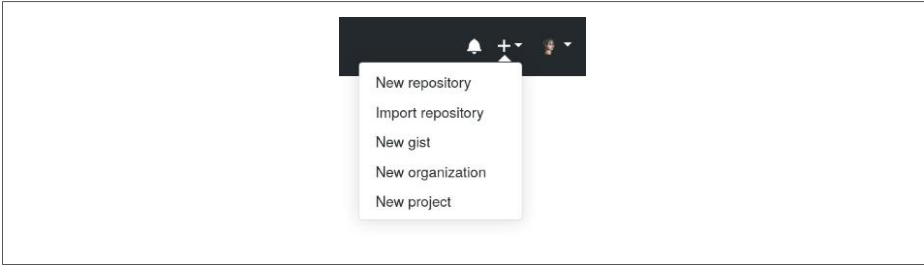 New repository
Import repository
New gist
New organization
New project